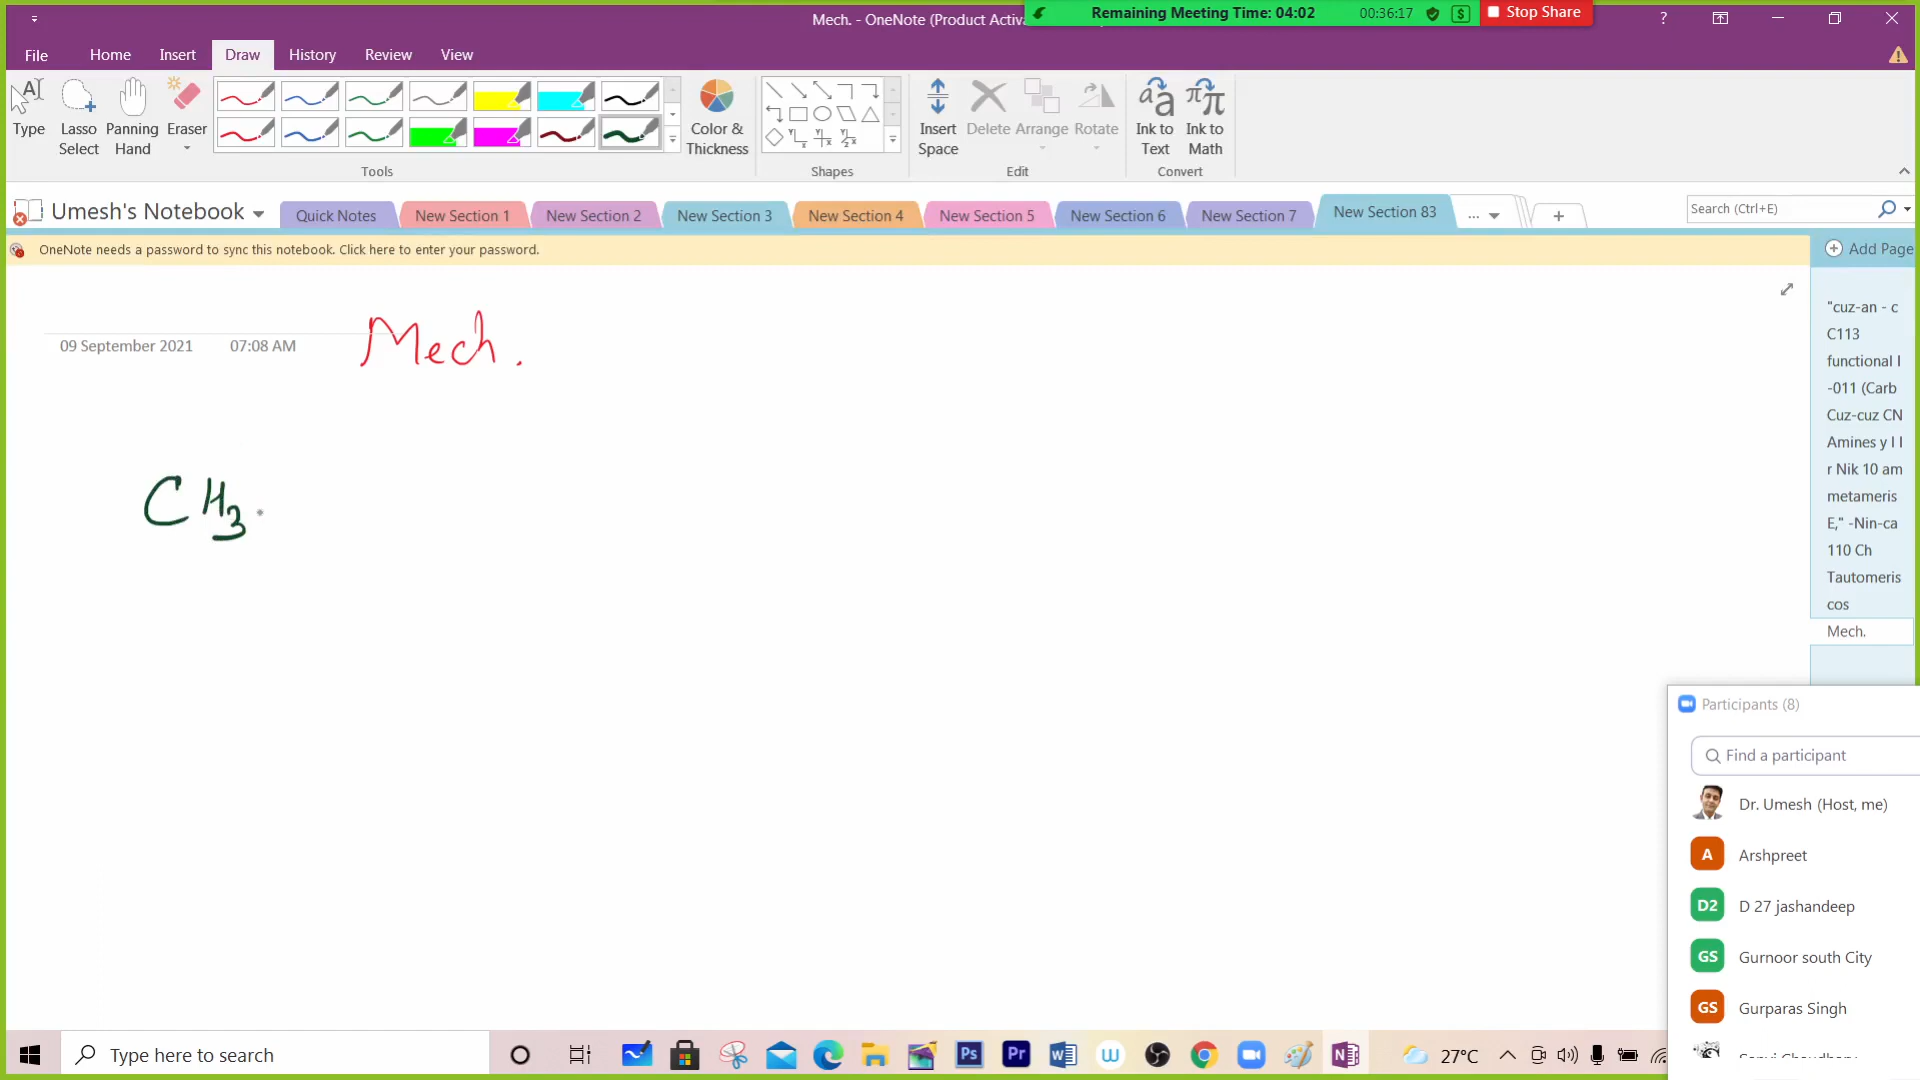 Mech. - OneNote (Product Activa
Remaining Meeting Time: 04:02
00:36:17
Stop Share
File
Home
Insert
Draw
History
Review
View
Type
Lasso Select
Panning Hand
Eraser
Color & Thickness
Insert Space
Delete
Arrange
Rotate
Ink to Text
Ink to Math
Tools
Shapes
Edit
Convert
Umesh's Notebook
Quick Notes
New Section 1
New Section 2
New Section 3
New Section 4
New Section 5
New Section 6
New Section 7
New Section 83
...
Search (Ctrl+E)
OneNote needs a password to sync this notebook. Click here to enter your password.
Add Page
09 September 2021
07:08 AM
Mech.
CH3
"cuz-an - c
C113
functional I
-011 (Carb
Cuz-cuz CN
Amines y I I
r Nik 10 am
metameris
E," -Nin-ca
110 Ch
Tautomeris
cos
Mech.
Participants (8)
Find a participant
Dr. Umesh (Host, me)
A
Arshpreet
D2
D 27 jashandeep
GS
Gurnoor south City
GS
Gurparas Singh
Type here to search
27°C